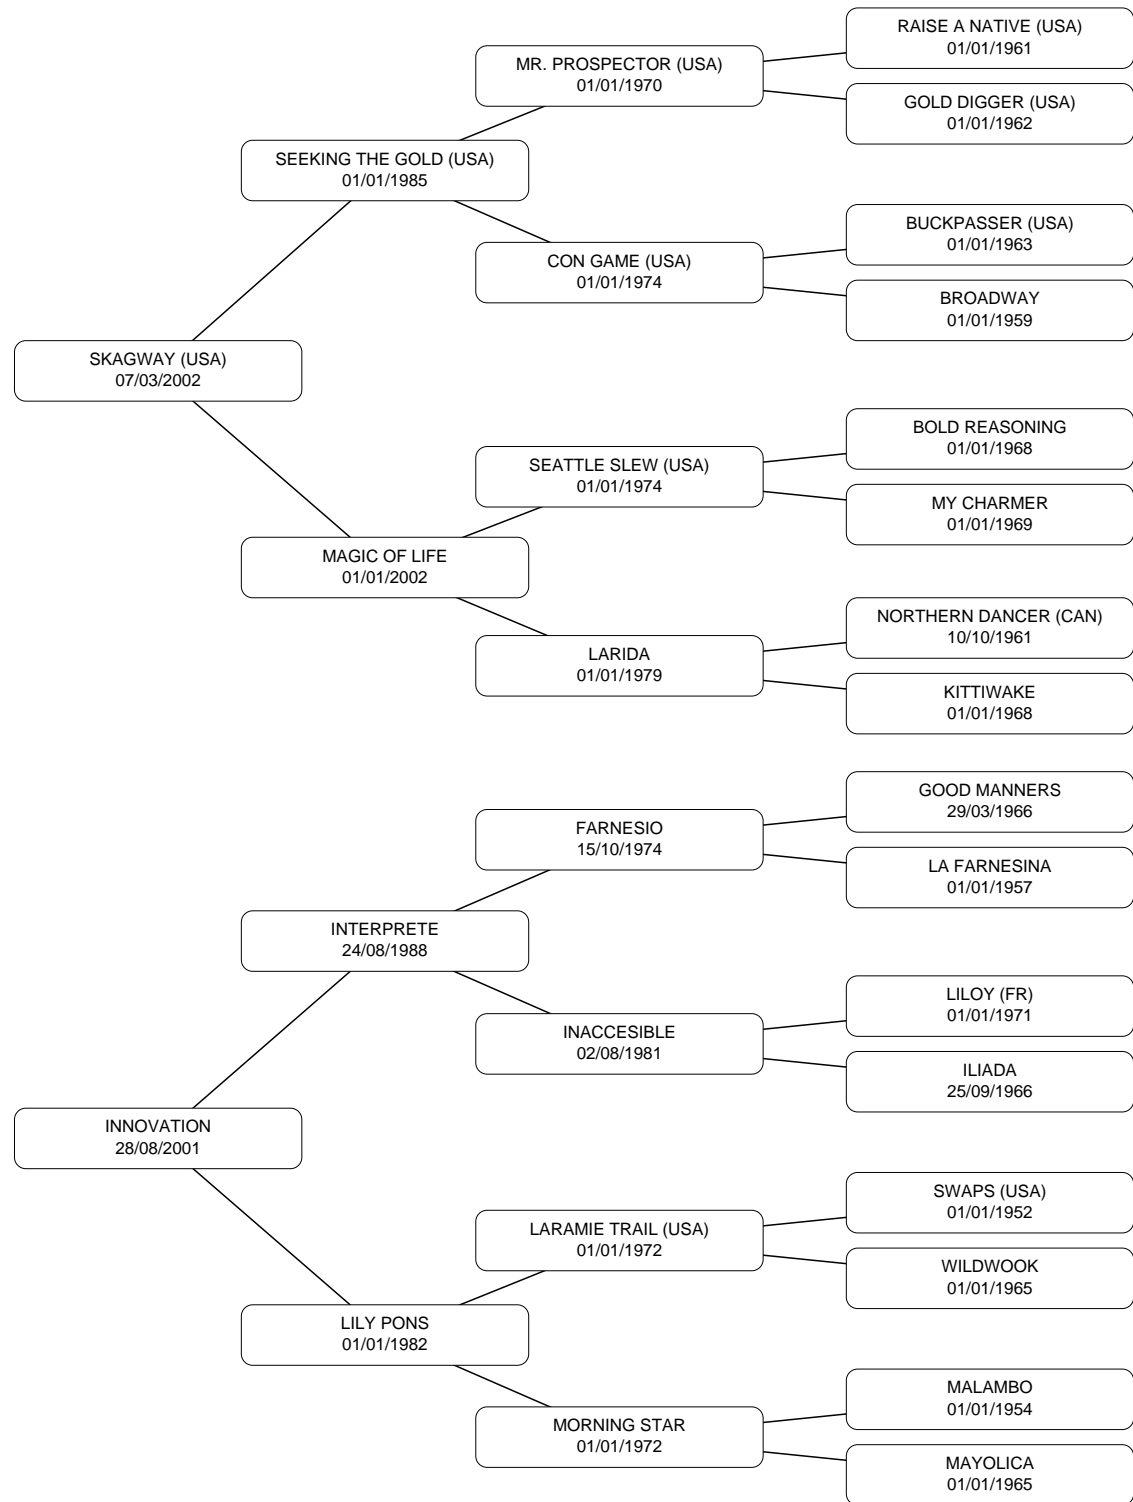 RAISE A NATIVE (USA)
01/01/1961
MR. PROSPECTOR (USA)
01/01/1970
GOLD DIGGER (USA)
01/01/1962
SEEKING THE GOLD (USA)
01/01/1985
BUCKPASSER (USA)
01/01/1963
CON GAME (USA)
01/01/1974
BROADWAY
01/01/1959
SKAGWAY (USA)
07/03/2002
BOLD REASONING
01/01/1968
SEATTLE SLEW (USA)
01/01/1974
MY CHARMER
01/01/1969
MAGIC OF LIFE
01/01/2002
NORTHERN DANCER (CAN)
10/10/1961
LARIDA
01/01/1979
KITTIWAKE
01/01/1968
GOOD MANNERS
29/03/1966
FARNESIO
15/10/1974
LA FARNESINA
01/01/1957
INTERPRETE
24/08/1988
LILOY (FR)
01/01/1971
INACCESIBLE
02/08/1981
ILIADA
25/09/1966
INNOVATION
28/08/2001
SWAPS (USA)
01/01/1952
LARAMIE TRAIL (USA)
01/01/1972
WILDWOOK
01/01/1965
LILY PONS
01/01/1982
MALAMBO
01/01/1954
MORNING STAR
01/01/1972
MAYOLICA
01/01/1965